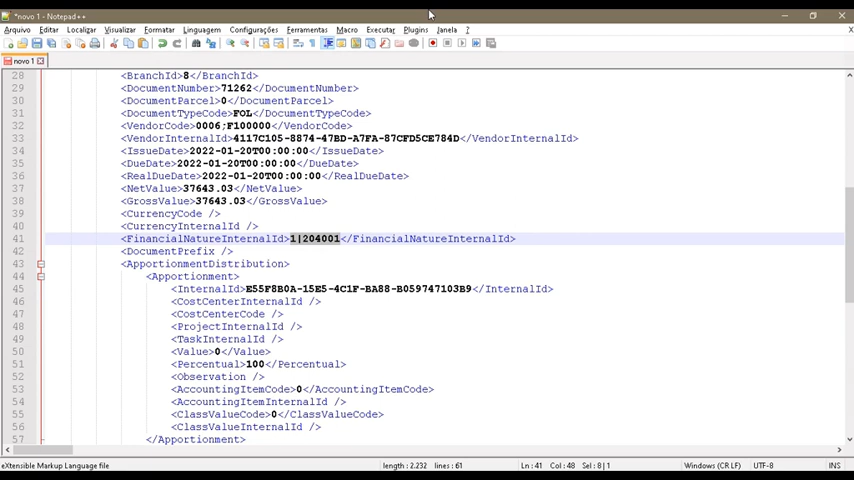 *novo 1 - Notepad++
Arquivo Editar Localizar Visualizar Formatar Linguagem Configurações Ferramentas Macro Executar Plugins Janela ? X
novo 1
28 <BranchId>8</BranchId>
29 <DocumentNumber>71262</DocumentNumber>
30 <DocumentParcel>0</DocumentParcel>
31 <DocumentTypeCode>FOL</DocumentTypeCode>
32 <VendorCode>0006;F100000</VendorCode>
33 <VendorInternalId>4117C105-8874-47BD-A7FA-87CFD5CE784D</VendorInternalId>
34 <IssueDate>2022-01-20T00:00:00</IssueDate>
35 <DueDate>2022-01-20T00:00:00</DueDate>
36 <RealDueDate>2022-01-20T00:00:00</RealDueDate>
37 <NetValue>37643.03</NetValue>
38 <GrossValue>37643.03</GrossValue>
39 <CurrencyCode />
40 <CurrencyInternalId />
41 <FinancialNatureInternalId>1|204001</FinancialNatureInternalId>
42 <DocumentPrefix />
43 <ApportionmentDistribution>
44 <Apportionment>
45 <InternalId>E55F8B0A-15E5-4C1F-BA88-B059747103B9</InternalId>
46 <CostCenterInternalId />
47 <CostCenterCode />
48 <ProjectInternalId />
49 <TaskInternalId />
50 <Value>0</Value>
51 <Percentual>100</Percentual>
52 <Observation />
53 <AccountingItemCode>0</AccountingItemCode>
54 <AccountingItemInternalId />
55 <ClassValueCode>0</ClassValueCode>
56 <ClassValueInternalId />
57 </Apportionment>
eXtensible Markup Language file length : 2.232 lines : 61 Ln : 41 Col : 48 Sel : 8 | 1 Windows (CR LF) UTF-8 INS